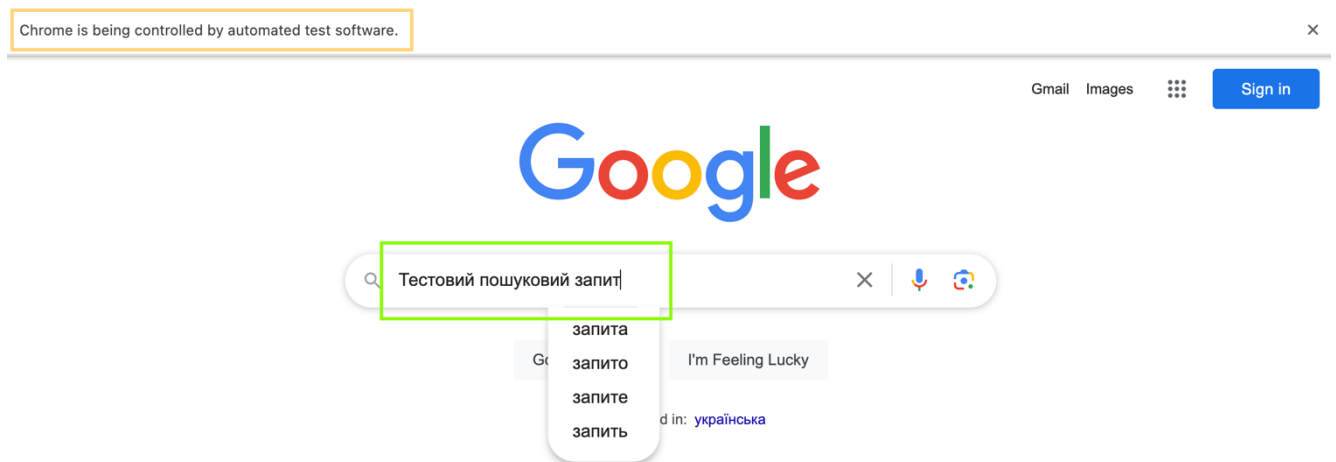 Chrome is being controlled by automated test software.
Gmail Images Sign in
Google
Тестовий пошуковий запит
запита
I'm Feeling Lucky
запито
запите
d in: українська
запить